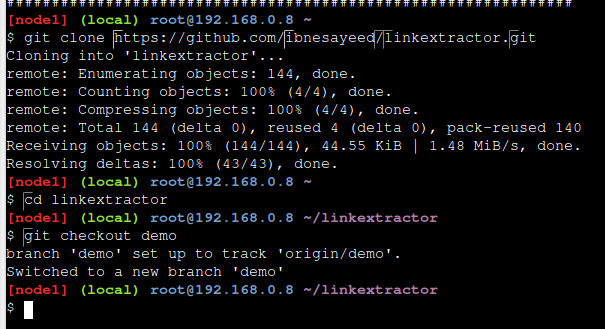 ###############################################################
[node1] (local) root@192.168.0.8 ~
$ git clone https://github.com/ibnesayeed/linkextractor.git
Cloning into 'linkextractor'...
remote: Enumerating objects: 144, done.
remote: Counting objects: 100% (4/4), done.
remote: Compressing objects: 100% (4/4), done.
remote: Total 144 (delta 0), reused 4 (delta 0), pack-reused 140
Receiving objects: 100% (144/144), 44.55 KiB | 1.48 MiB/s, done.
Resolving deltas: 100% (43/43), done.
[node1] (local) root@192.168.0.8 ~
$ cd linkextractor
[node1] (local) root@192.168.0.8 ~/linkextractor
$ git checkout demo
branch 'demo' set up to track 'origin/demo'.
Switched to a new branch 'demo'
[node1] (local) root@192.168.0.8 ~/linkextractor
$